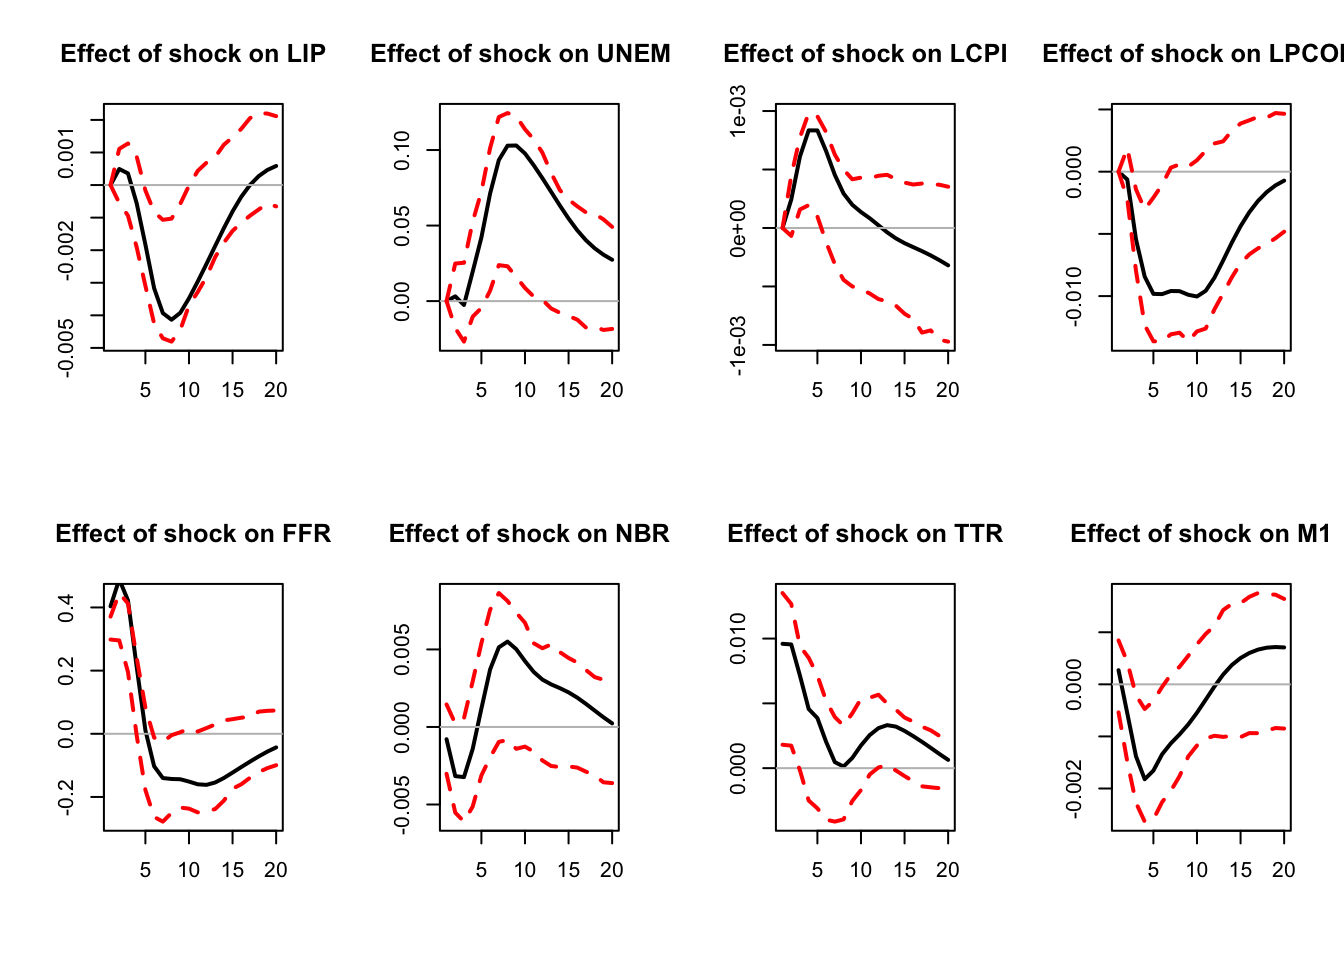 Effect of shock on LIP
Effect of shock on UNEM
Effect of shock on LCPI
Effect of shock on LPCO
0.001
-0.002
-0.005
5 10 15 20
0.10
0.05
0.00
5 10 15 20
1e-03
0e+00
-1e-03
5 10 15 20
0.000
-0.010
5 10 15 20
Effect of shock on FFR
Effect of shock on NBR
Effect of shock on TTR
Effect of shock on M1
0.4
0.2
0.0
-0.2
5 10 15 20
0.005
0.000
-0.005
5 10 15 20
0.010
0.000
5 10 15 20
0.000
-0.002
5 10 15 20